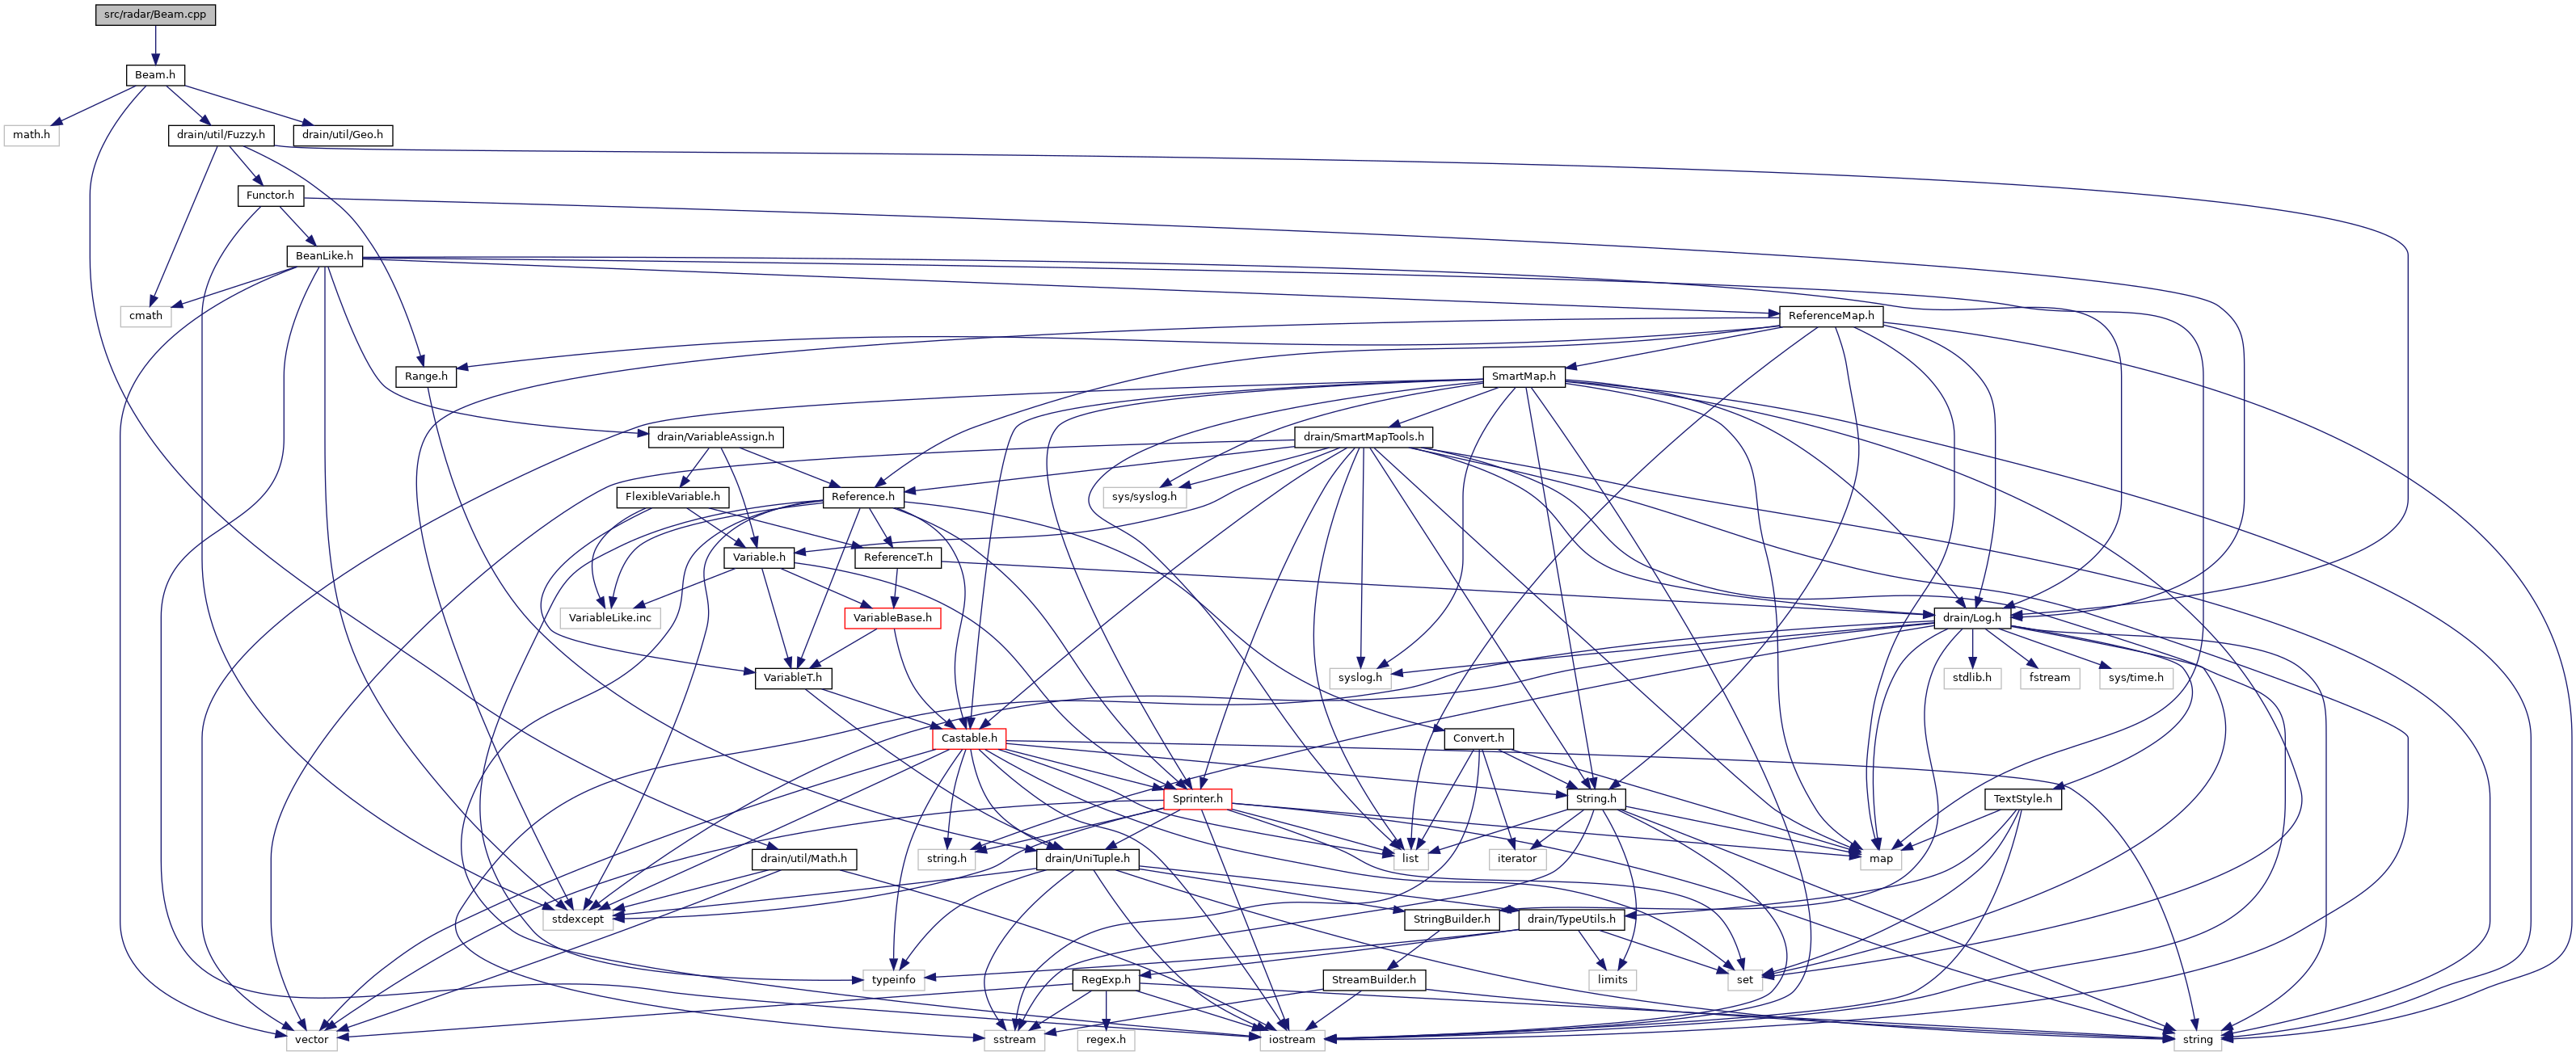 src/radar/Beam.cpp
Beam.h
math.h
drain/util/Fuzzy.h
drain/util/Geo.h
Functor.h
BeanLike.h
cmath
ReferenceMap.h
Range.h
SmartMap.h
drain/VariableAssign.h
drain/SmartMapTools.h
FlexibleVariable.h
Reference.h
sys/syslog.h
Variable.h
ReferenceT.h
VariableLike.inc
VariableBase.h
drain/Log.h
VariableT.h
syslog.h
stdlib.h
fstream
sys/time.h
Castable.h
Convert.h
Sprinter.h
String.h
TextStyle.h
drain/util/Math.h
string.h
drain/UniTuple.h
list
iterator
map
stdexcept
StringBuilder.h
drain/TypeUtils.h
typeinfo
RegExp.h
StreamBuilder.h
limits
set
vector
sstream
regex.h
iostream
string